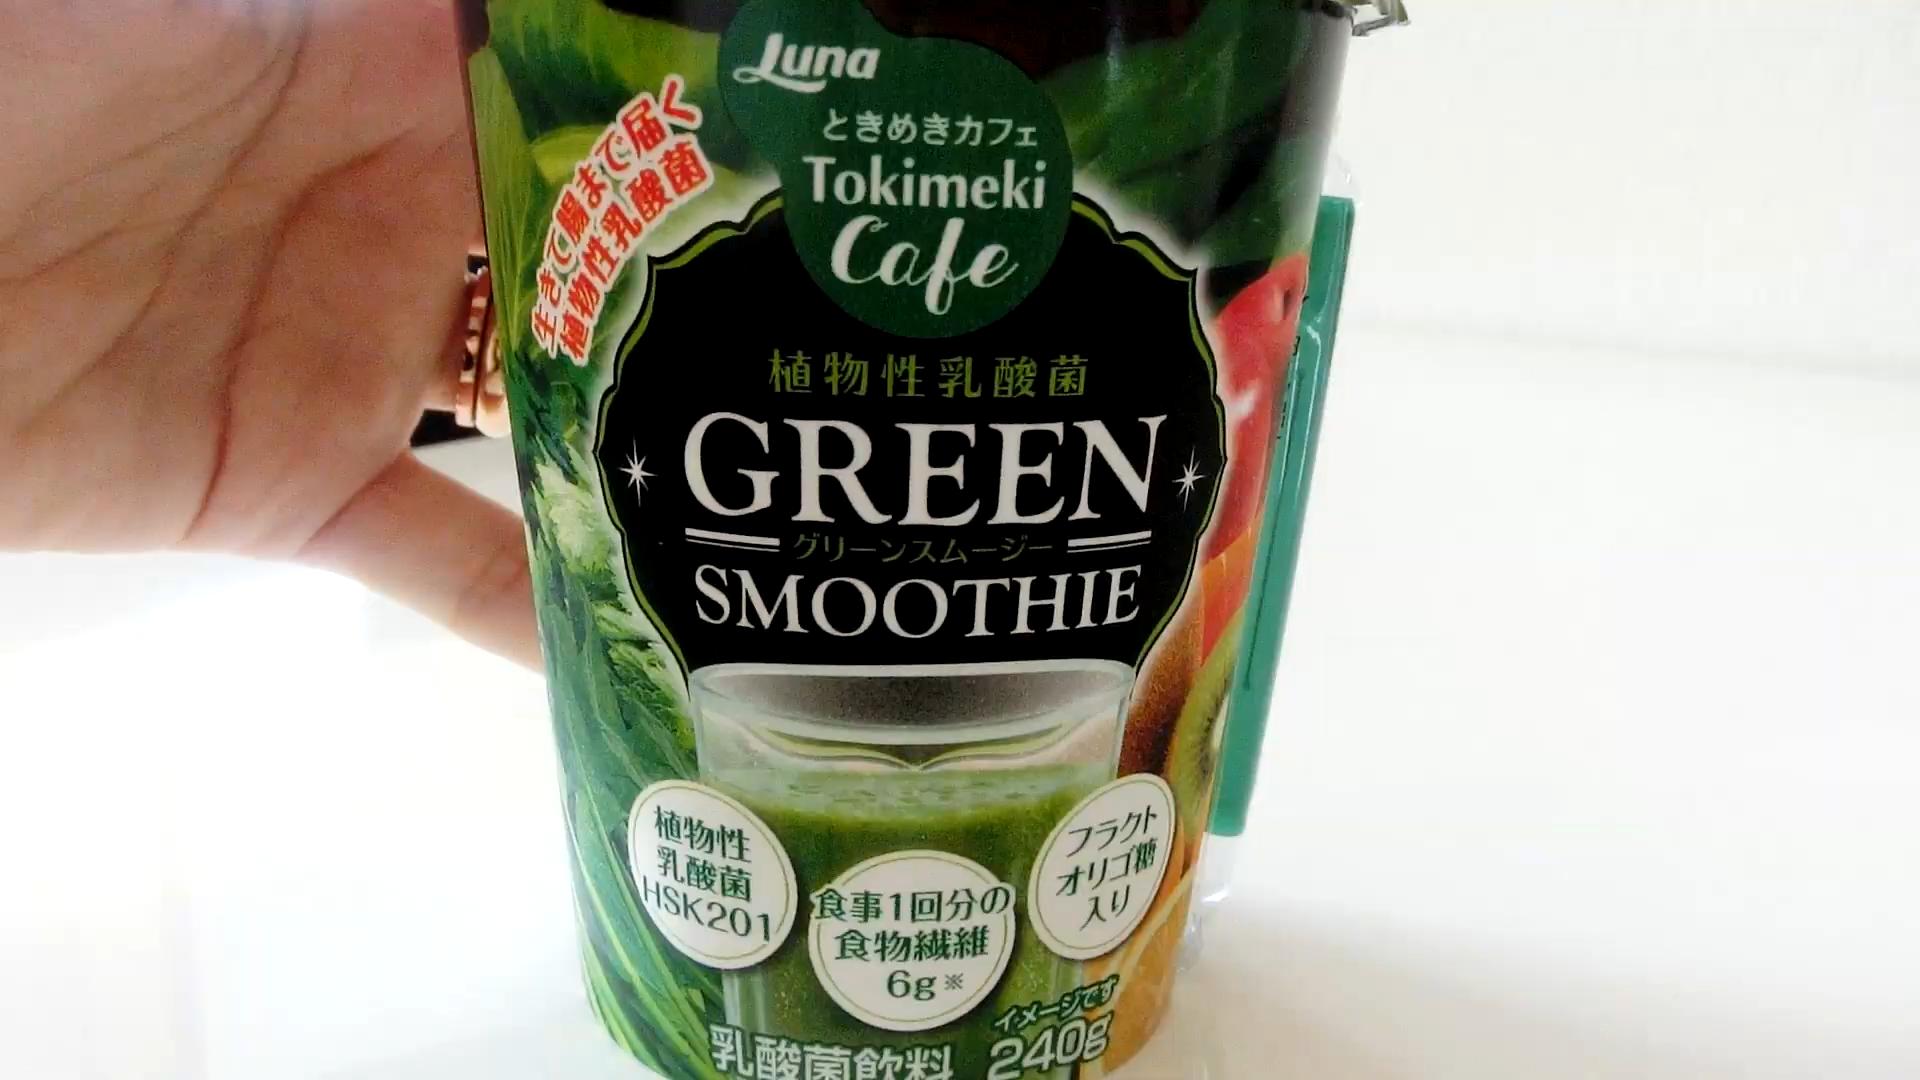 Luna
ときめきカフェ
Tokimeki
Cafe
生きて腸まで届く
植物性乳酸菌
植物性乳酸菌
GREEN
グリーンスムージー
SMOOTHIE
植物性
乳酸菌
HSK201
食事1回分の
食物繊維
6g※
フラクト
オリゴ糖
入り
イメージです
乳酸菌飲料 240g